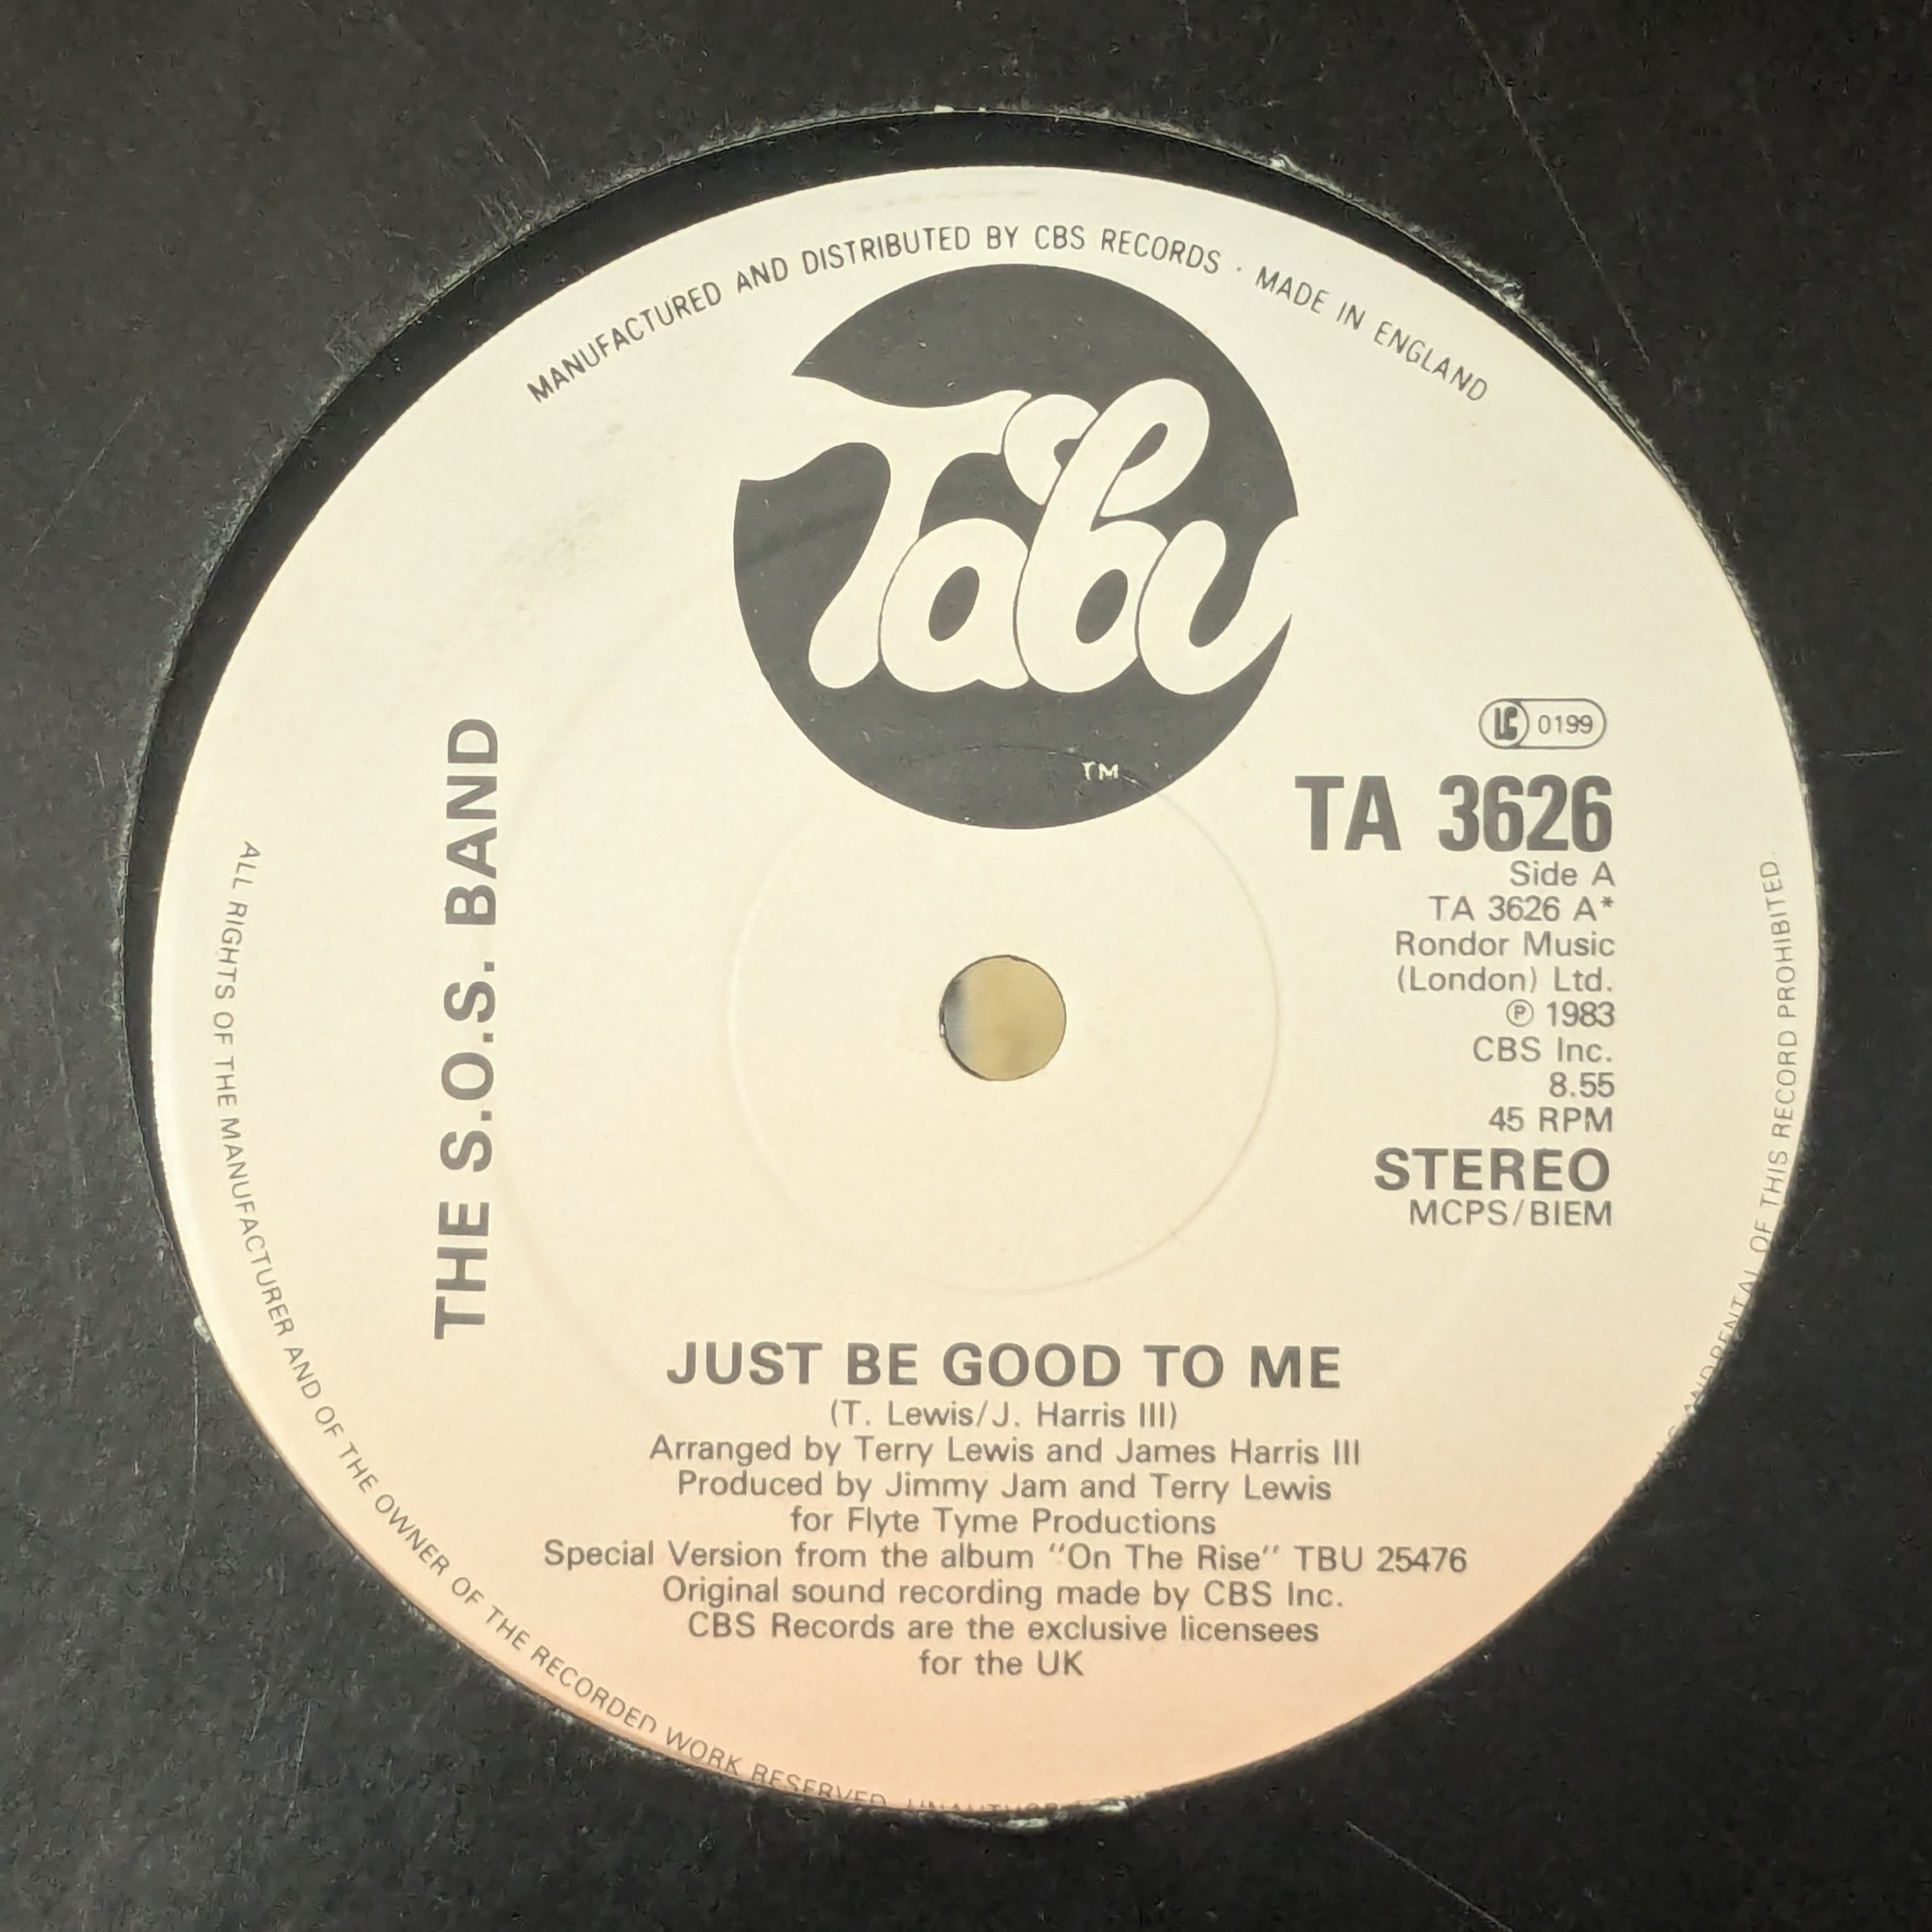 MANUFACTURED AND DISTRIBUTED BY CBS RECORDS · MADE IN ENGLAND
Tabu
TM
LC 0199
TA 3626
Side A
TA 3626 A*
Rondor Music
(London) Ltd.
℗ 1983
CBS Inc.
8.55
45 RPM
STEREO
MCPS/BIEM
THE S.O.S. BAND
JUST BE GOOD TO ME
(T. Lewis/J. Harris III)
Arranged by Terry Lewis and James Harris III
Produced by Jimmy Jam and Terry Lewis
for Flyte Tyme Productions
Special Version from the album "On The Rise" TBU 25476
Original sound recording made by CBS Inc.
CBS Records are the exclusive licensees
for the UK
ALL RIGHTS OF THE MANUFACTURER AND OF THE OWNER OF THE RECORDED WORK RESERVED AND RENTAL OF THIS RECORD PROHIBITED